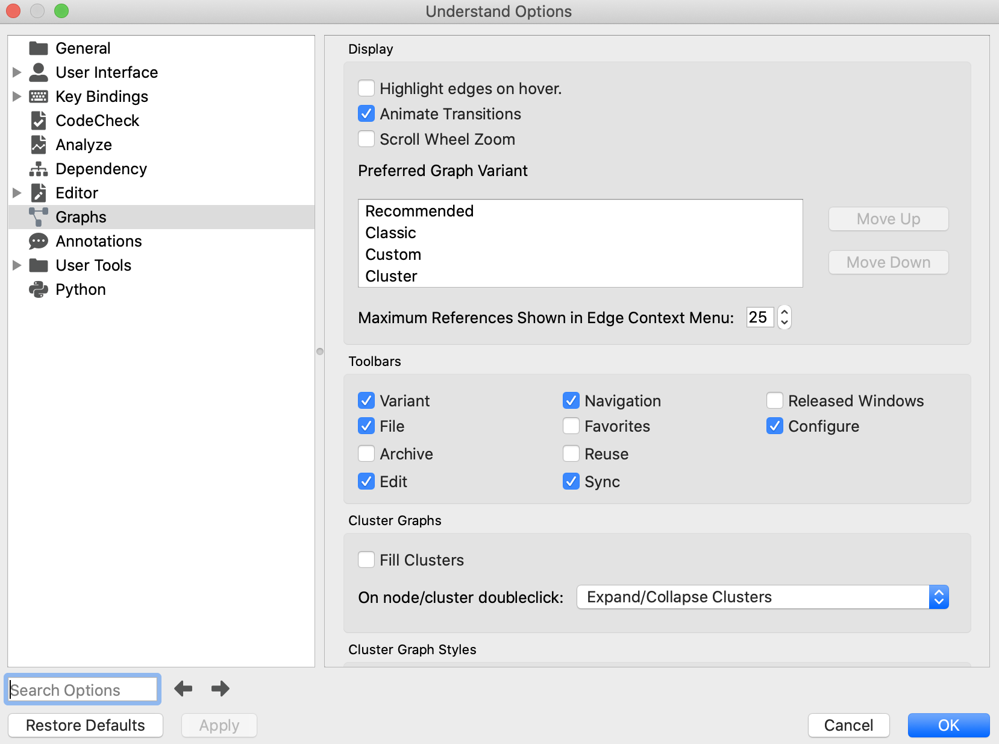 Understand Options
General
User Interface
Key Bindings
CodeCheck
Analyze
Dependency
Editor
Graphs
Annotations
User Tools
Python
Display
Highlight edges on hover.
Animate Transitions
Scroll Wheel Zoom
Preferred Graph Variant
Recommended
Classic
Custom
Cluster
Move Up
Move Down
Maximum References Shown in Edge Context Menu: 25
Toolbars
Variant Navigation Released Windows
File Favorites Configure
Archive Reuse
Edit Sync
Cluster Graphs
Fill Clusters
On node/cluster doubleclick: Expand/Collapse Clusters
Cluster Graph Styles
Search Options
Restore Defaults Apply Cancel OK